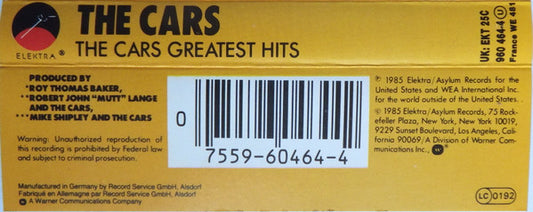 THE CARS
THE CARS GREATEST HITS
ELEKTRA ®
UK: EKT 25C
960 464-4 U
France WE 481
PRODUCED BY
*ROY THOMAS BAKER,
**ROBERT JOHN "MUTT" LANGE
AND THE CARS,
***MIKE SHIPLEY AND THE CARS
Warning: Unauthorized reproduction of
this recording is prohibited by Federal law
and subject to criminal prosecution.
0
7559-60464-4
℗ 1985 Elektra/Asylum Records for the
United States and WEA International Inc.
for the world outside of the United States.
© 1985 Elektra/Asylum Records, 75 Rock-
efeller Plaza, New York, New York 10019,
9229 Sunset Boulevard, Los Angeles, Cali-
fornia 90069/A Division of Warner Com-
munications Inc.,
Manufactured in Germany by Record Service GmbH, Alsdorf
Fabriqué en Allemagne par Record Service GmbH, Alsdorf
A Warner Communications Company
LC 0192